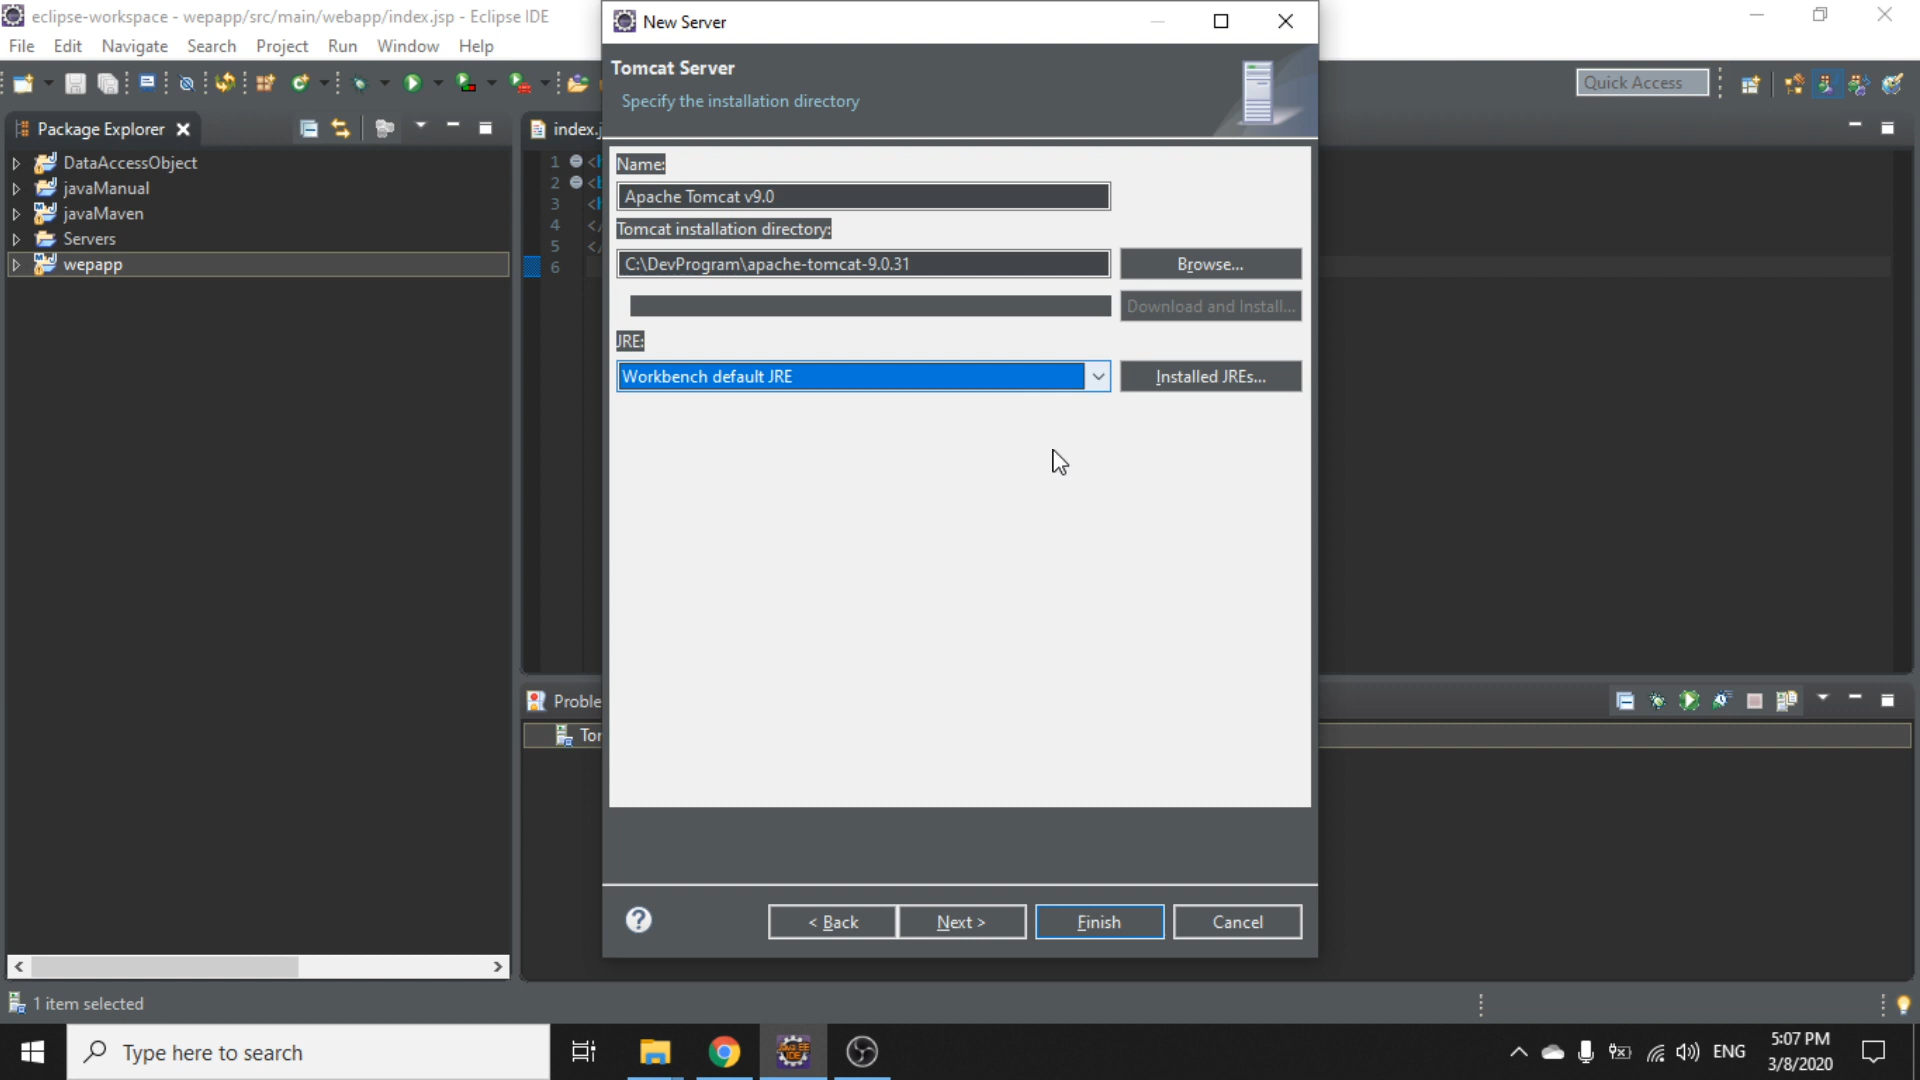 eclipse-workspace - wepapp/src/main/webapp/index.jsp - Eclipse IDE
File Edit Navigate Search Project Run Window Help
Quick Access
Package Explorer
DataAccessObject
javaManual
javaMaven
Servers
wepapp
index.j
1 <
2 <
3 <
4 </
5 </
6
New Server
Tomcat Server
Specify the installation directory
Name:
Apache Tomcat v9.0
Tomcat installation directory:
C:\DevProgram\apache-tomcat-9.0.31
Browse...
Download and Install...
JRE:
Workbench default JRE
Installed JREs...
< Back
Next >
Finish
Cancel
Proble
Tor
1 item selected
Type here to search
ENG
5:07 PM
3/8/2020